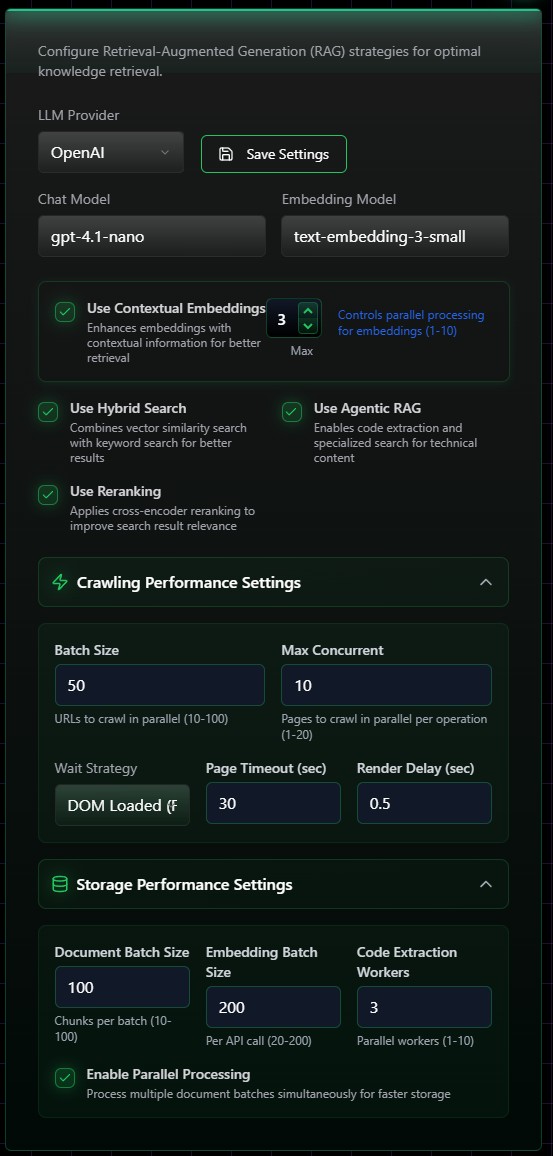 Configure Retrieval-Augmented Generation (RAG) strategies for optimal
knowledge retrieval.
LLM Provider
OpenAI
Save Settings
Chat Model
Embedding Model
gpt-4.1-nano
text-embedding-3-small
Use Contextual Embeddings
Enhances embeddings with
contextual information for better
retrieval
3
Max
Controls parallel processing
for embeddings (1-10)
Use Hybrid Search
Combines vector similarity search
with keyword search for better
results
Use Agentic RAG
Enables code extraction and
specialized search for technical
content
Use Reranking
Applies cross-encoder reranking to
improve search result relevance
Crawling Performance Settings
Batch Size
50
URLs to crawl in parallel (10-100)
Max Concurrent
10
Pages to crawl in parallel per operation
(1-20)
Wait Strategy
DOM Loaded (F
Page Timeout (sec)
30
Render Delay (sec)
0.5
Storage Performance Settings
Document Batch Size
100
Chunks per batch (10-
100)
Embedding Batch
Size
200
Per API call (20-200)
Code Extraction
Workers
3
Parallel workers (1-10)
Enable Parallel Processing
Process multiple document batches simultaneously for faster storage